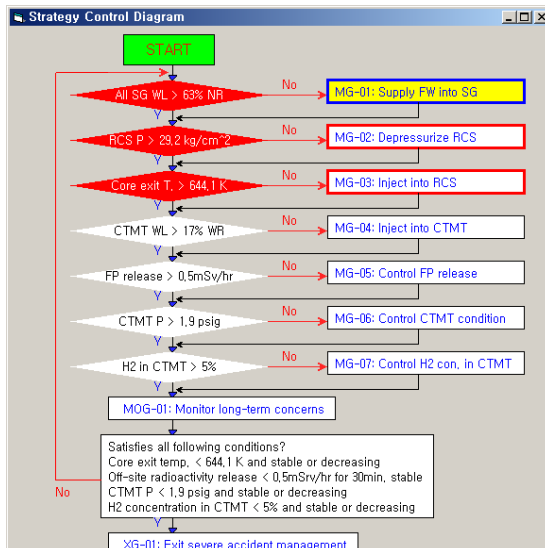 Strategy Control Diagram
START
All SG WL > 63% NR
No
MG-01: Supply FW into SG
Y
RCS P > 29.2 kg/cm^2
No
MG-02: Depressurize RCS
Y
Core exit T. > 644.1 K
No
MG-03: Inject into RCS
Y
CTMT WL > 17% WR
No
MG-04: Inject into CTMT
Y
FP release > 0.5mSv/hr
No
MG-05: Control FP release
Y
CTMT P > 1.9 psig
No
MG-06: Control CTMT condition
Y
H2 in CTMT > 5%
No
MG-07: Control H2 con. in CTMT
Y
MOG-01: Monitor long-term concerns
Satisfies all following conditions?
Core exit temp. < 644.1 K and stable or decreasing
Off-site radioactivity release < 0.5mSrv/hr for 30min. stable
CTMT P < 1.9 psig and stable or decreasing
H2 concentration in CTMT < 5% and stable or decreasing
No
Y
XG-01: Exit severe accident management